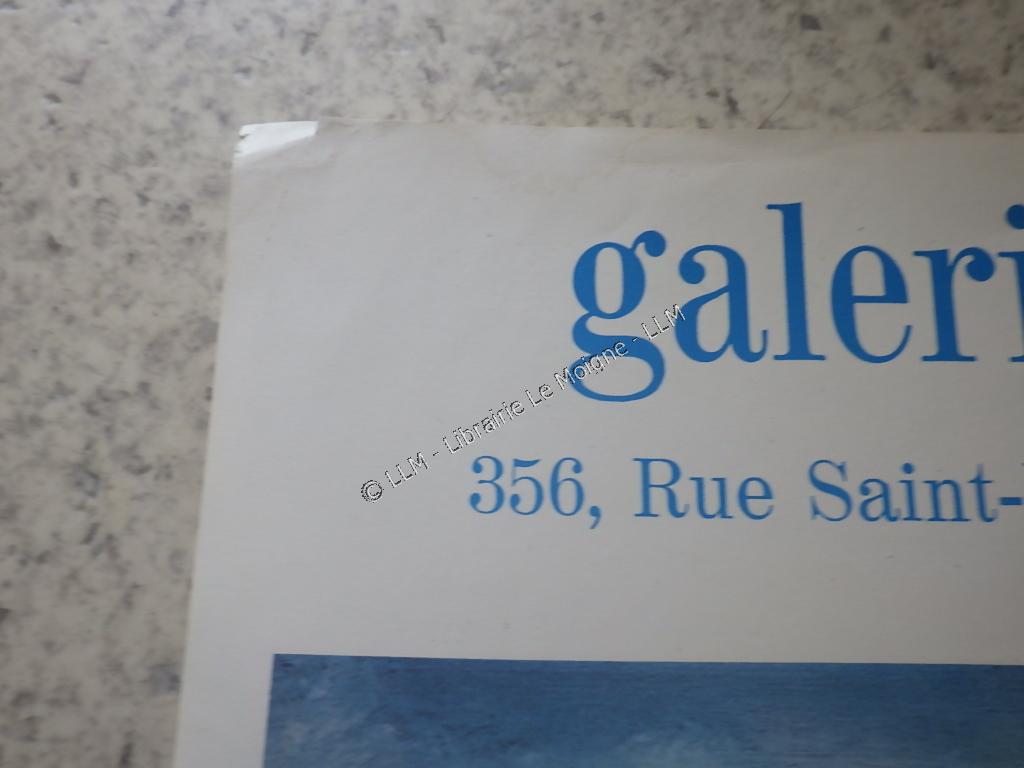 galeri
© LLM - Librairie Le Moigne - LLM
356, Rue Saint-